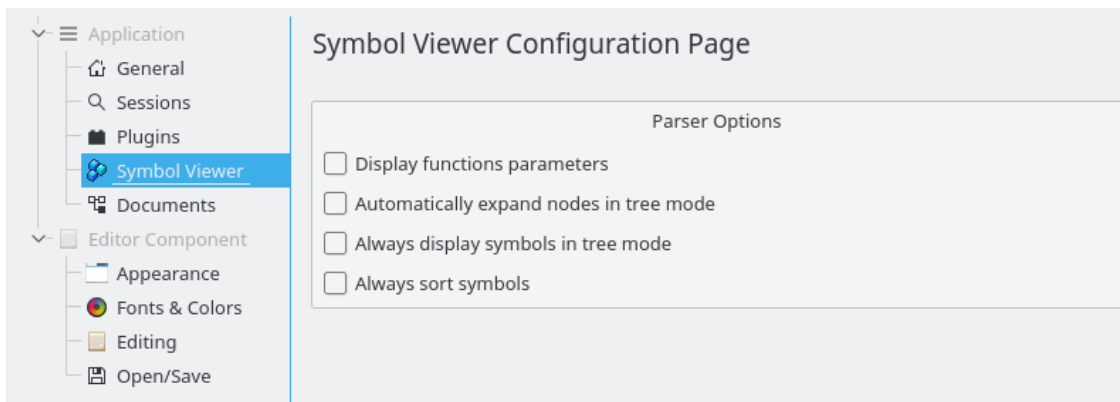 Application
General
Sessions
Plugins
Symbol Viewer
Documents
Editor Component
Appearance
Fonts & Colors
Editing
Open/Save
Symbol Viewer Configuration Page
Parser Options
Display functions parameters
Automatically expand nodes in tree mode
Always display symbols in tree mode
Always sort symbols